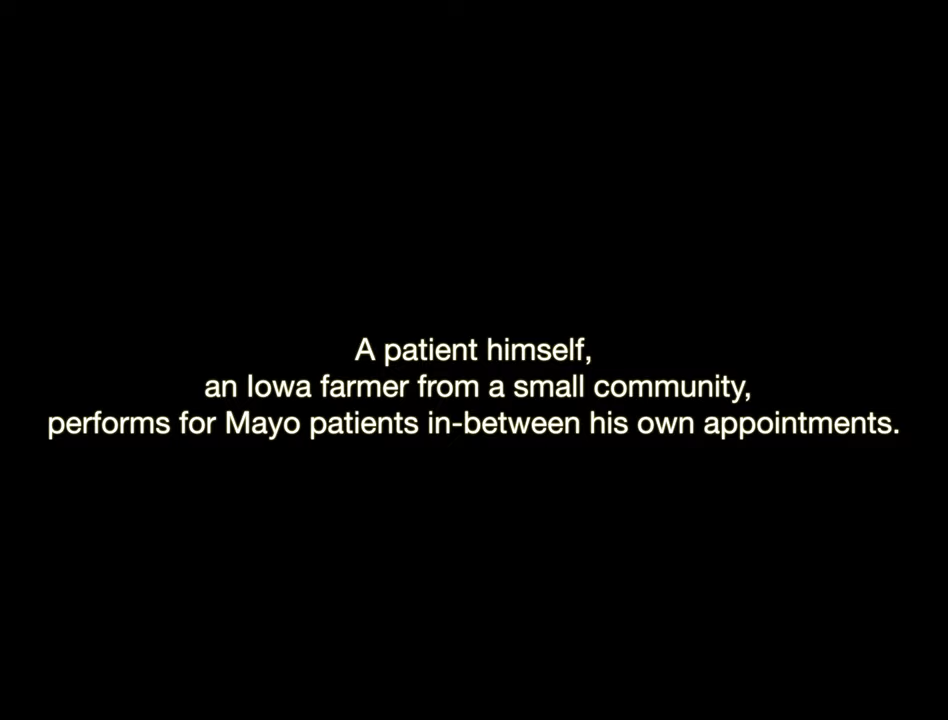 A patient himself,
an Iowa farmer from a small community,
performs for Mayo patients in-between his own appointments.